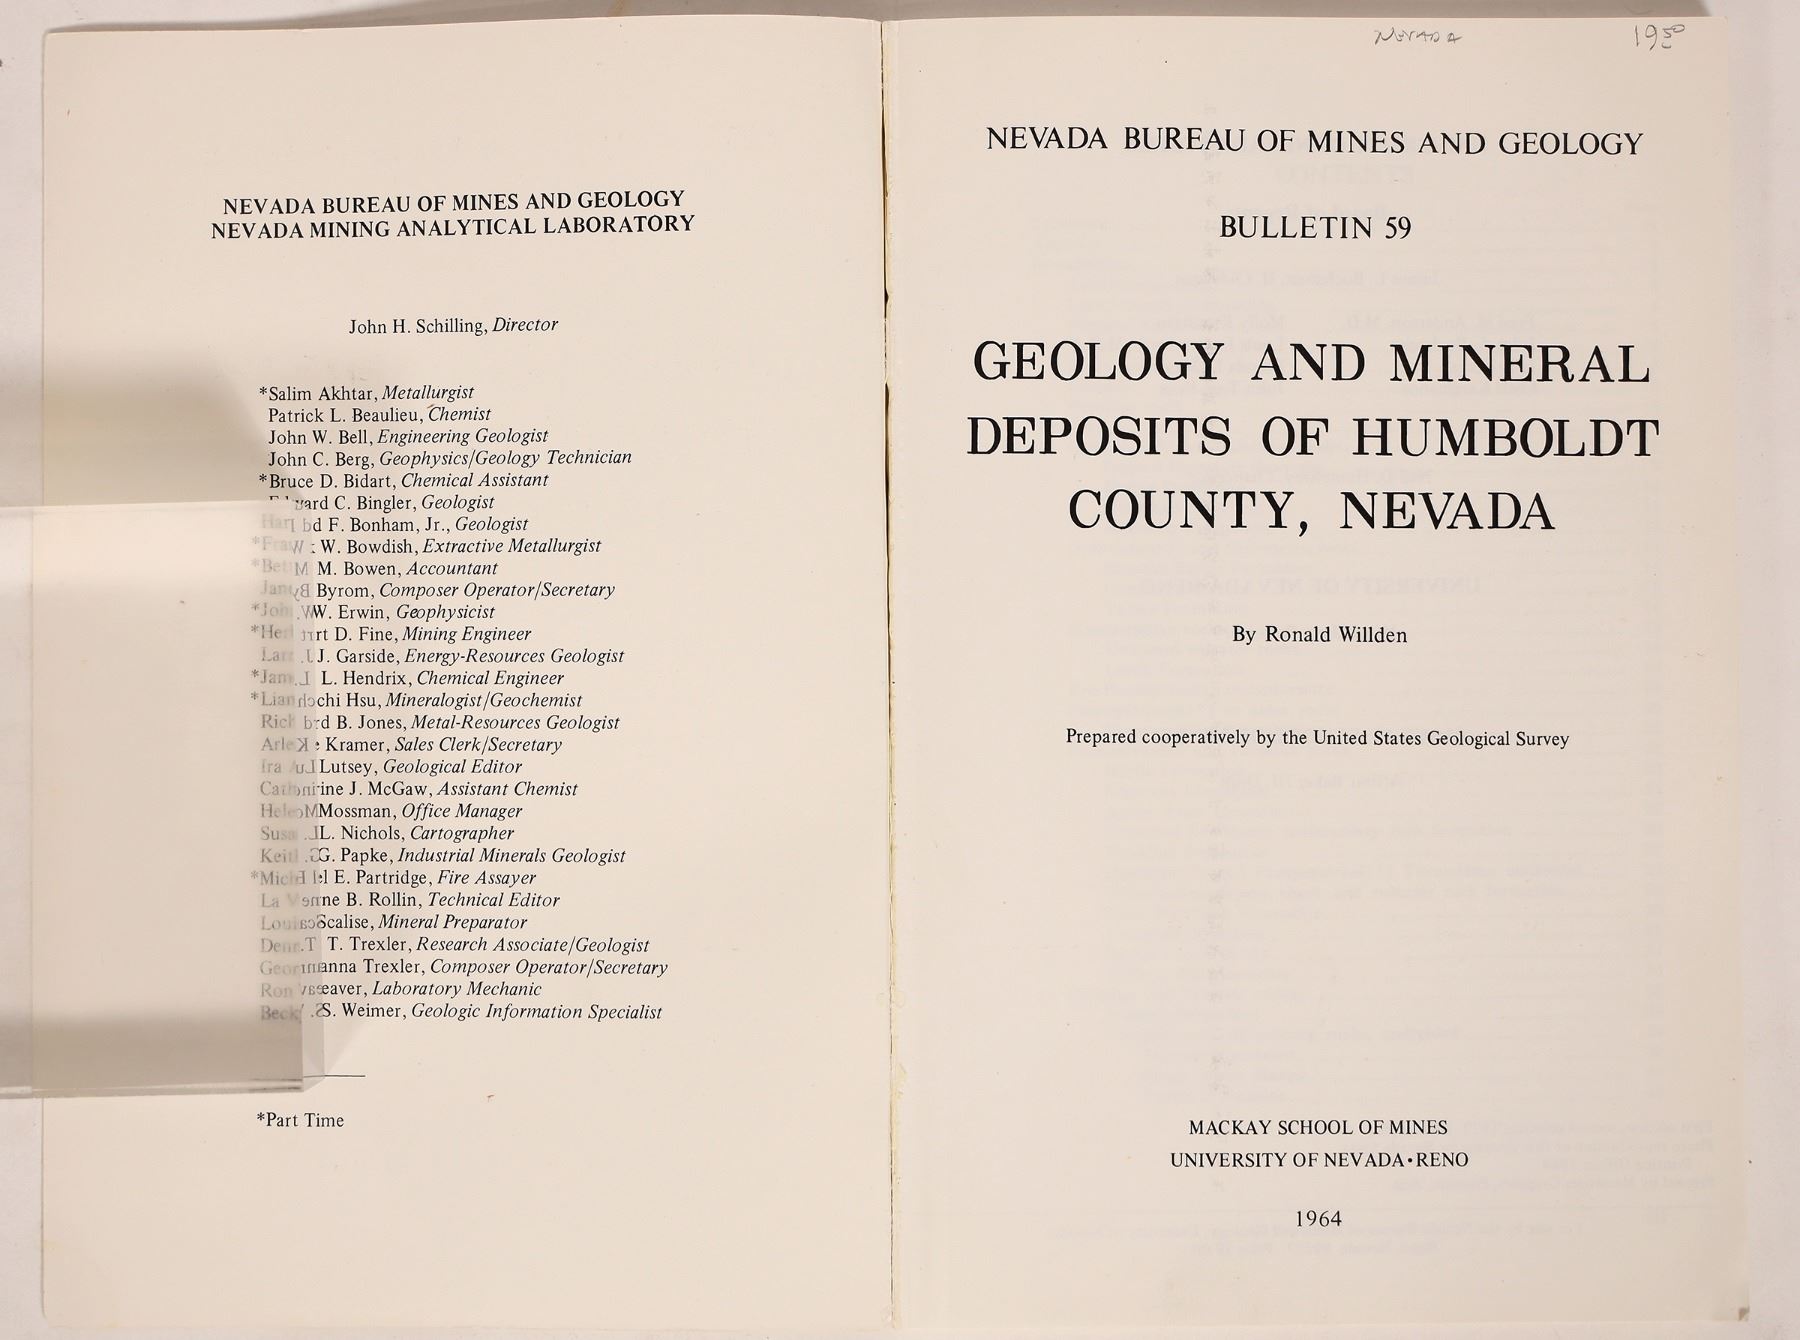 NEVADA BUREAU OF MINES AND GEOLOGY
NEVADA MINING ANALYTICAL LABORATORY
John H. Schilling, Director
*Salim Akhtar, Metallurgist
Patrick L. Beaulieu, Chemist
John W. Bell, Engineering Geologist
John C. Berg, Geophysics/Geology Technician
*Bruce D. Bidart, Chemical Assistant
C. Bingler, Geologist
F. Bonham, Jr., Geologist
W. Bowdish, Extractive Metallurgist
M. Bowen, Accountant
Byrom, Composer Operator/Secretary
W. Erwin, Geophysicist
D. Fine, Mining Engineer
J. Garside, Energy-Resources Geologist
L. Hendrix, Chemical Engineer
Hsu, Mineralogist/Geochemist
B. Jones, Metal-Resources Geologist
Kramer, Sales Clerk/Secretary
Lutsey, Geological Editor
J. McGaw, Assistant Chemist
Mossman, Office Manager
L. Nichols, Cartographer
G. Papke, Industrial Minerals Geologist
E. Partridge, Fire Assayer
B. Rollin, Technical Editor
Scalise, Mineral Preparator
T. Trexler, Research Associate/Geologist
Trexler, Composer Operator/Secretary
Laboratory Mechanic
S. Weimer, Geologic Information Specialist
*Part Time
NEVADA 19 50
NEVADA BUREAU OF MINES AND GEOLOGY
BULLETIN 59
GEOLOGY AND MINERAL
DEPOSITS OF HUMBOLDT
COUNTY, NEVADA
By Ronald Willden
Prepared cooperatively by the United States Geological Survey
MACKAY SCHOOL OF MINES
UNIVERSITY OF NEVADA • RENO
1964